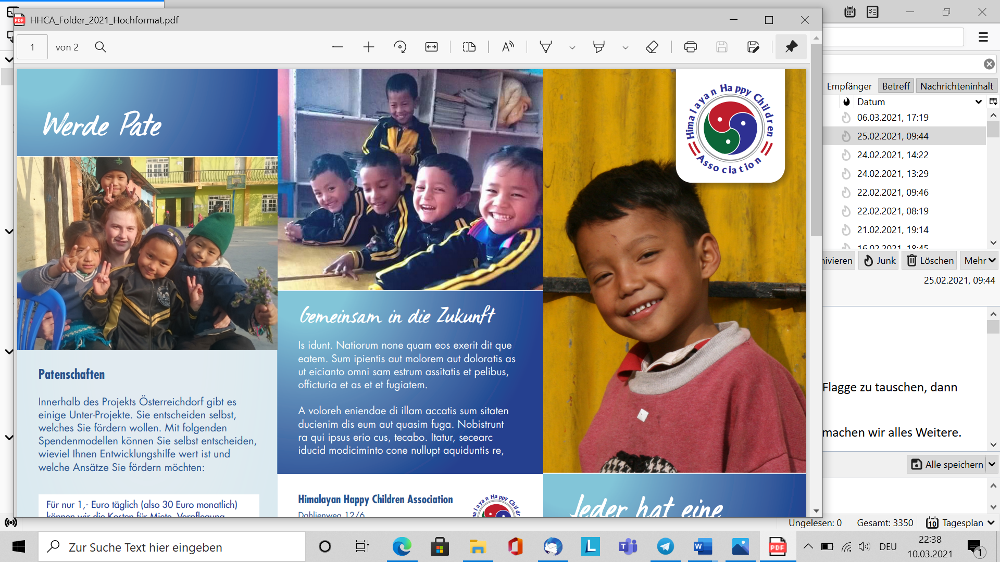 HHCA_Folder_2021_Hochformat.pdf
1 von 2
Werde Pate
Patenschaften
Innerhalb des Projekts Österreichdorf gibt es
einige Unter-Projekte. Sie entscheiden selbst,
welches Sie fördern wollen. Mit folgenden
Spendenmodellen können Sie selbst entscheiden,
wieviel Ihnen Entwicklungshilfe wert ist und
welche Ansätze Sie fördern möchten:
Für nur 1,- Euro täglich (also 30 Euro monatlich)
können wir die Kosten für Miete, Verpflegung
Gemeinsam in die Zukunft
Is idunt. Natiorum none quam eos exerit dit que
eatem. Sum ipientis aut molorem aut doloratis as
ut eicianto omni sam estrum assitatis et pelibus,
officturia et as et et fugiatem.
A voloreh eniendae di illam accatis sum sitaten
ducienim dis eum aut quasim fuga. Nobistrunt
ra qui ipsus erio cus, tecabo. Itatur, secearc
iducid modiciminto cone nullupt aquiduntis re,
Himalayan Happy Children Association
Dahlienweg 12/6
Himalayan Happy Children
Association
Jeder hat eine
Empfänger Betreff Nachrichteninhalt
Datum
06.03.2021, 17:19
25.02.2021, 09:44
24.02.2021, 14:22
24.02.2021, 13:29
22.02.2021, 09:46
22.02.2021, 08:19
21.02.2021, 19:14
16.02.2021, 18:45
ivieren Junk Löschen Mehr
25.02.2021, 09:44
Flagge zu tauschen, dann
machen wir alles Weitere.
Alle speichern
Ungelesen: 0 Gesamt: 3350 10 Tagesplan
Zur Suche Text hier eingeben
DEU
22:38
10.03.2021
1